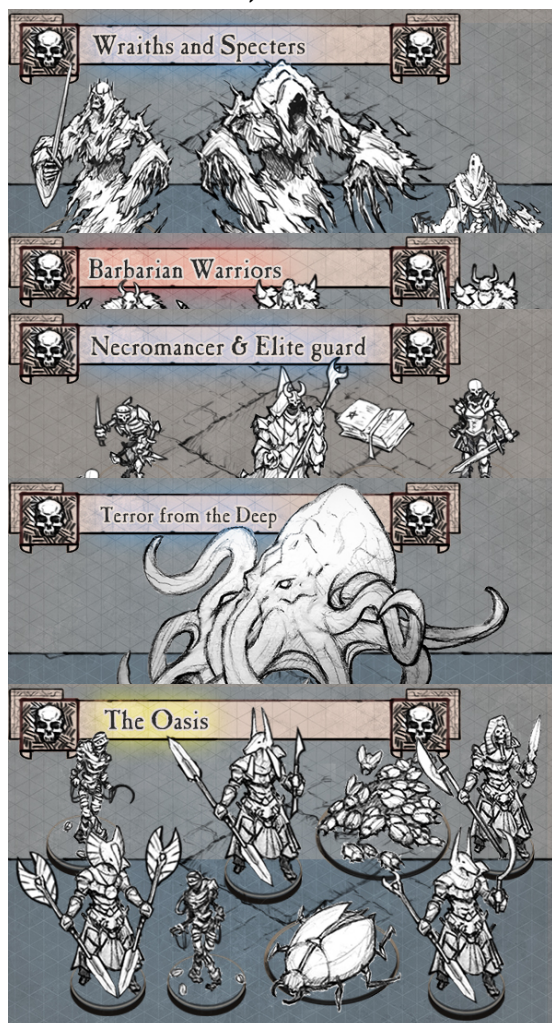 Wraiths and Specters
Barbarian Warriors
Necromancer & Elite guard
Terror from the Deep
The Oasis